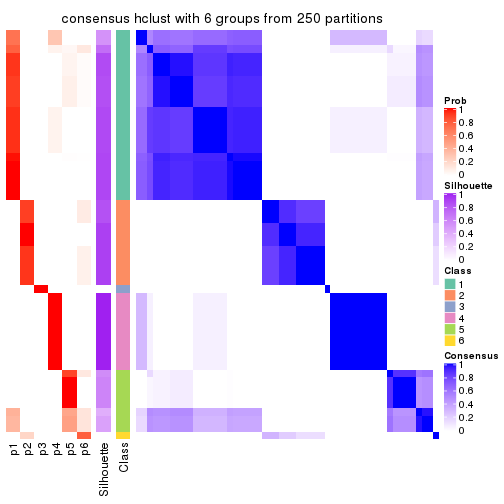 consensus hclust with 6 groups from 250 partitions
Prob
1
0.8
0.6
0.4
0.2
0
Silhouette
1
0.8
0.6
0.4
0.2
0
Class
1
2
3
4
5
6
Consensus
1
0.8
0.6
0.4
0.2
0
p1
p2
p3
p4
p5
p6
Silhouette
Class